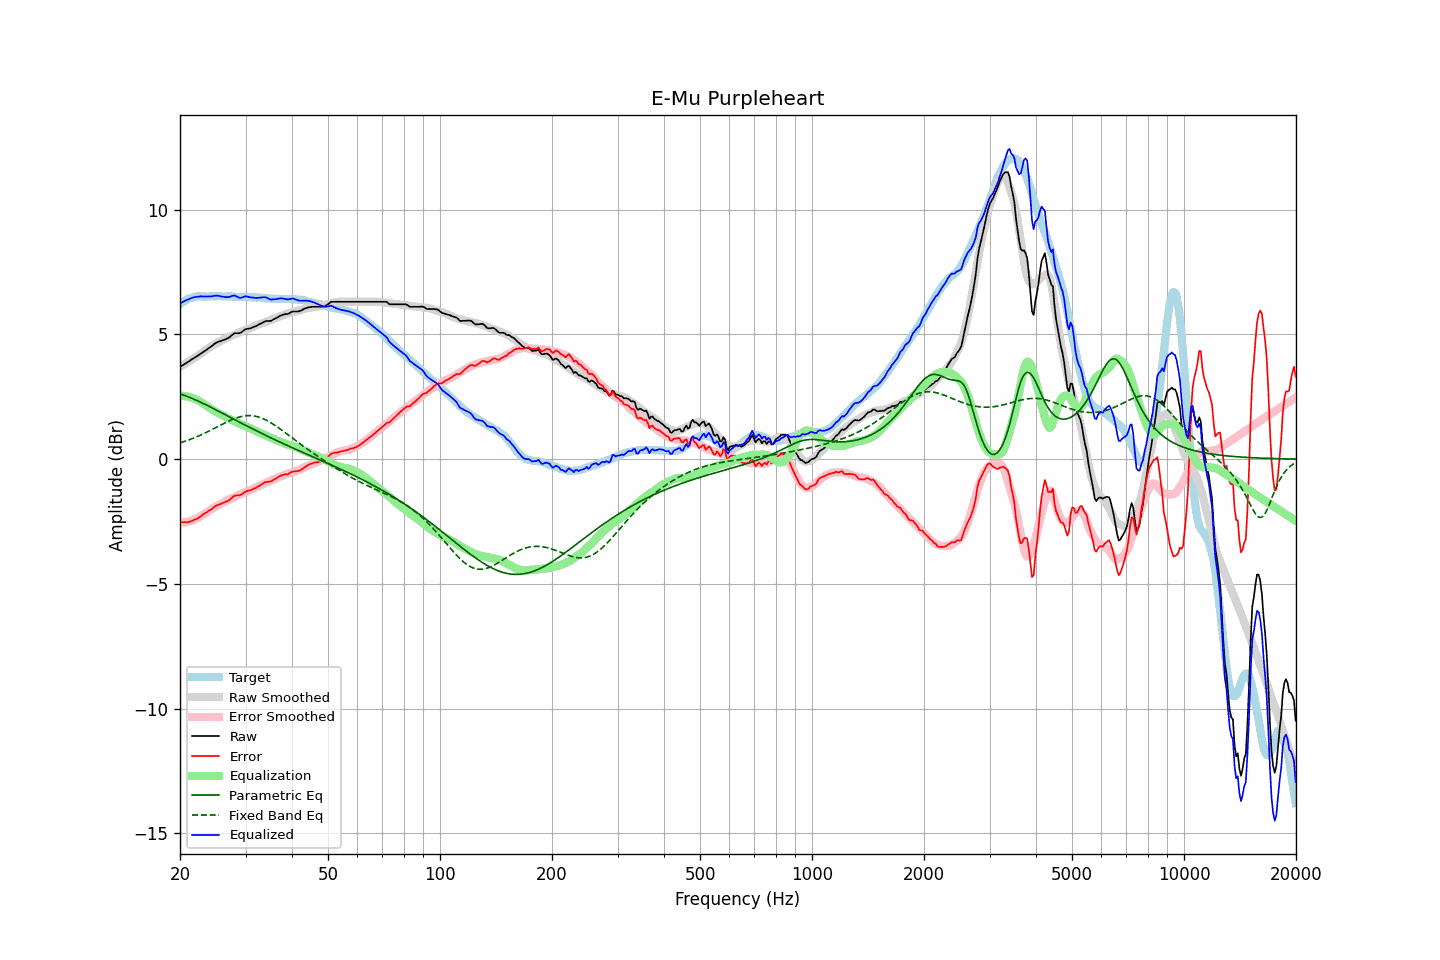 E-Mu Purpleheart
Amplitude (dBr)
10
5
0
−5
−10
−15
Target
Raw Smoothed
Error Smoothed
Raw
Error
Equalization
Parametric Eq
Fixed Band Eq
Equalized
20 50 100 200 500 1000 2000 5000 10000 20000
Frequency (Hz)